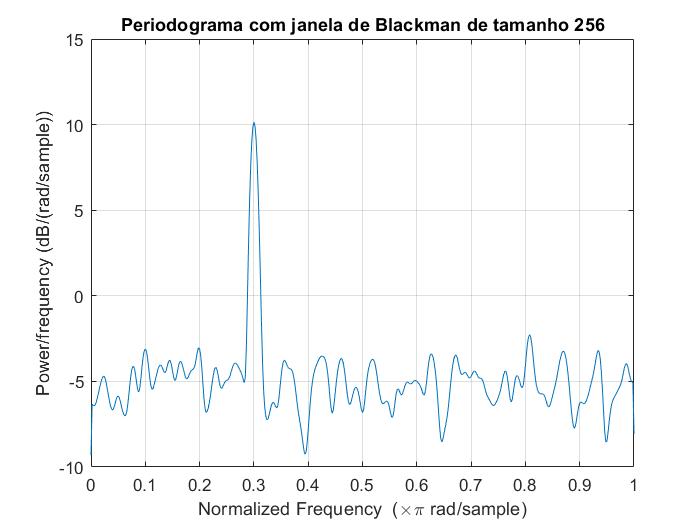 Periodograma com janela de Blackman de tamanho 256
15
10
5
0
-5
-10
Power/frequency (dB/(rad/sample))
0 0.1 0.2 0.3 0.4 0.5 0.6 0.7 0.8 0.9 1
Normalized Frequency (×π rad/sample)